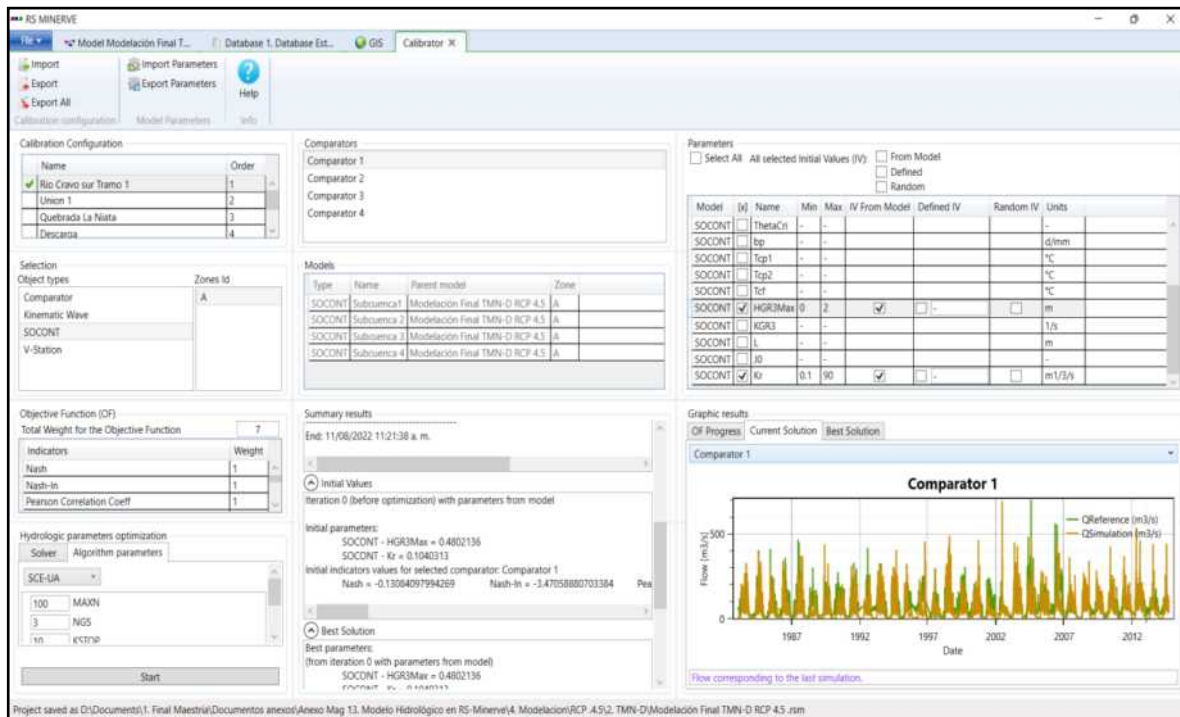 RS MINERVE
File
Model Modelación Final T...
Database 1. Database Est...
GIS
Calibrator X
Import
Export
Export All
Calibration configuration
Import Parameters
Export Parameters
Model Parameters
Help
Info
Calibration Configuration
Name Order
Rio Cravo sur Tramo 1 1
Union 1 2
Quebrada La Niata 3
Descarga 4
Comparators
Comparator 1
Comparator 2
Comparator 3
Comparator 4
Parameters
Select All All selected Initial Values (IV): From Model
Defined
Random
Model [x] Name Min Max IV From Model Defined IV Random IV Units
SOCONT ThetaCri - - -
SOCONT bp - - d/mm
SOCONT Tcp1 - - °C
SOCONT Tcp2 - - °C
SOCONT Tcf - - °C
SOCONT HGR3Max 0 2 - m
SOCONT KGR3 - - 1/s
SOCONT L - - m
SOCONT J0 - - -
SOCONT Kr 0.1 90 - m1/3/s
Selection
Object types Zones Id
Comparator A
Kinematic Wave
SOCONT
V-Station
Models
Type Name Parent model Zone
SOCONT Subcuenca1 Modelación Final TMN-D RCP 4.5 A
SOCONT Subcuenca 2 Modelación Final TMN-D RCP 4.5 A
SOCONT Subcuenca 3 Modelación Final TMN-D RCP 4.5 A
SOCONT Subcuenca 4 Modelación Final TMN-D RCP 4.5 A
Objective Function (OF)
Total Weight for the Objective Function 7
Indicators Weight
Nash 1
Nash-ln 1
Pearson Correlation Coeff 1
Hydrologic parameters optimization
Solver Algorithm parameters
SCE-UA
100 MAXN
3 NGS
10 KSTOP
Start
Summary results
End: 11/08/2022 11:21:38 a. m.
Initial Values
Iteration 0 (before optimization) with parameters from model
Initial parameters:
SOCONT - HGR3Max = 0.4802136
SOCONT - Kr = 0.1040313
Initial indicators values for selected comparator: Comparator 1
Nash = -0.13084097994269 Nash-ln = -3.47058880703384 Pea
Best Solution
Best parameters:
(from iteration 0 with parameters from model)
SOCONT - HGR3Max = 0.4802136
SOCONT - Kr = 0.1040313
Graphic results
OF Progress Current Solution Best Solution
Comparator 1
Comparator 1
QReference (m3/s)
QSimulation (m3/s)
Flow (m3/s)
500
0
1987 1992 1997 2002 2007 2012
Date
Flow corresponding to the last simulation.
Project saved as D:\Documents\1. Final Maestria\Documentos anexos\Anexo Mag 13. Modelo Hidrológico en RS-Minerve\4. Modelacion\RCP .4.5\2. TMN-D\Modelación Final TMN-D RCP 4.5 .rsm